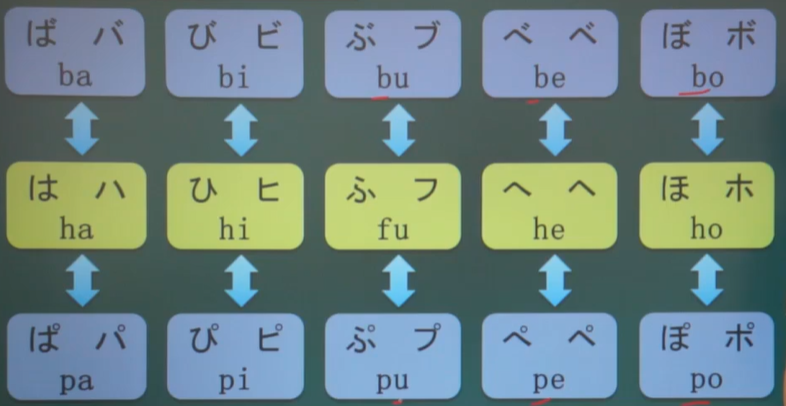 ば バ び ビ ぶ ブ べ ベ ぼ ボ
ba bi bu be bo
は ハ ひ ヒ ふ フ へ ヘ ほ ホ
ha hi fu he ho
ぱ パ ぴ ピ ぷ プ ぺ ペ ぽ ポ
pa pi pu pe po